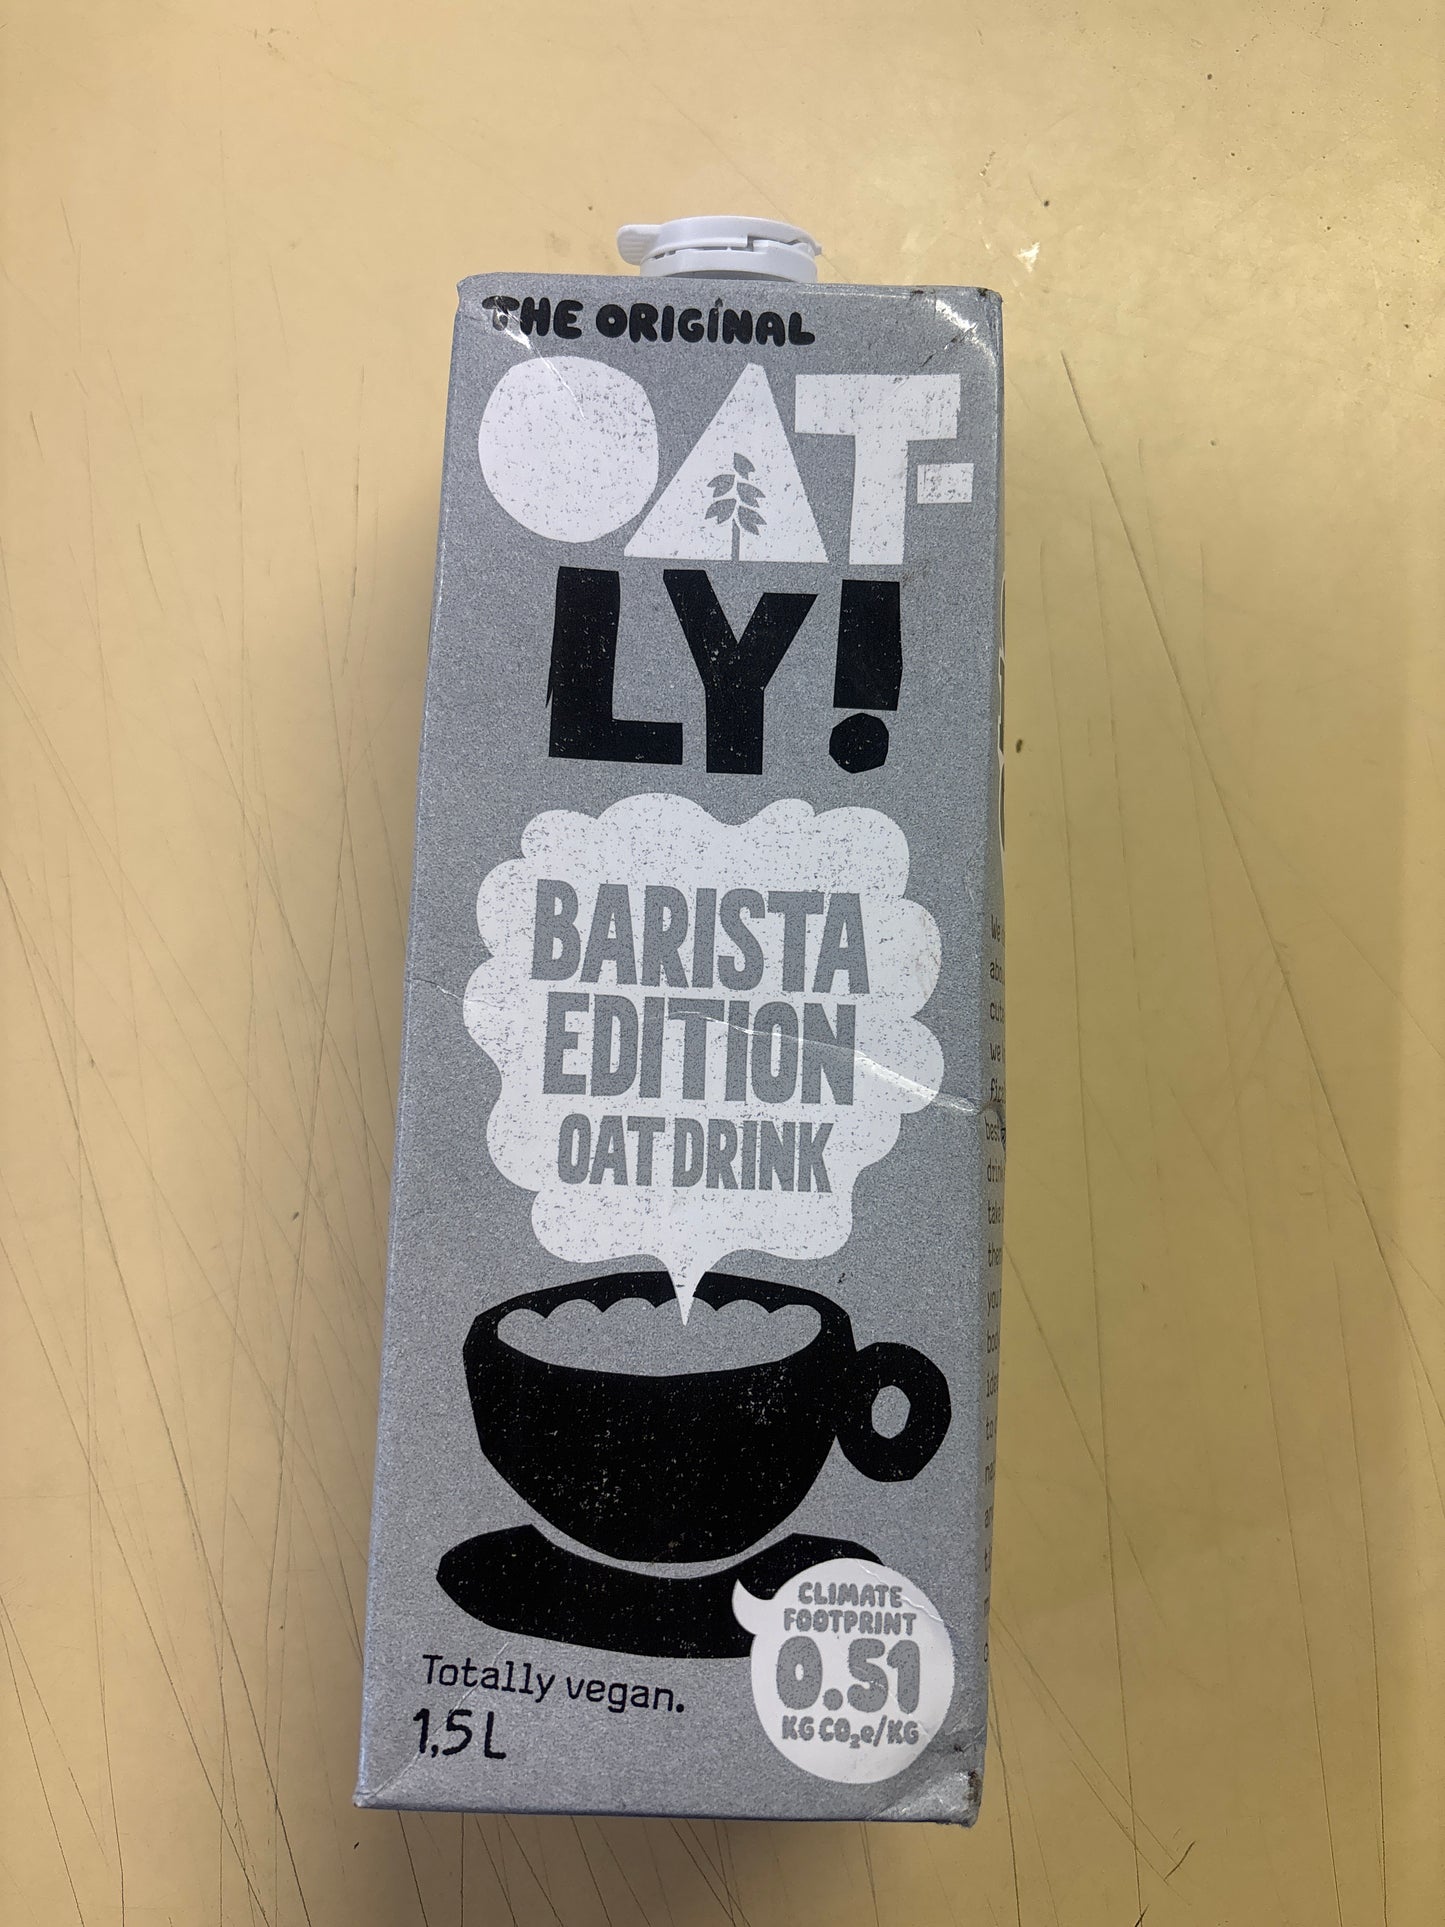 THE ORIGINAL
OAT-
LY!
BARISTA
EDITION
OAT DRINK
CLIMATE
FOOTPRINT
0.51
KG CO₂e/KG
Totally vegan.
1,5 L
We